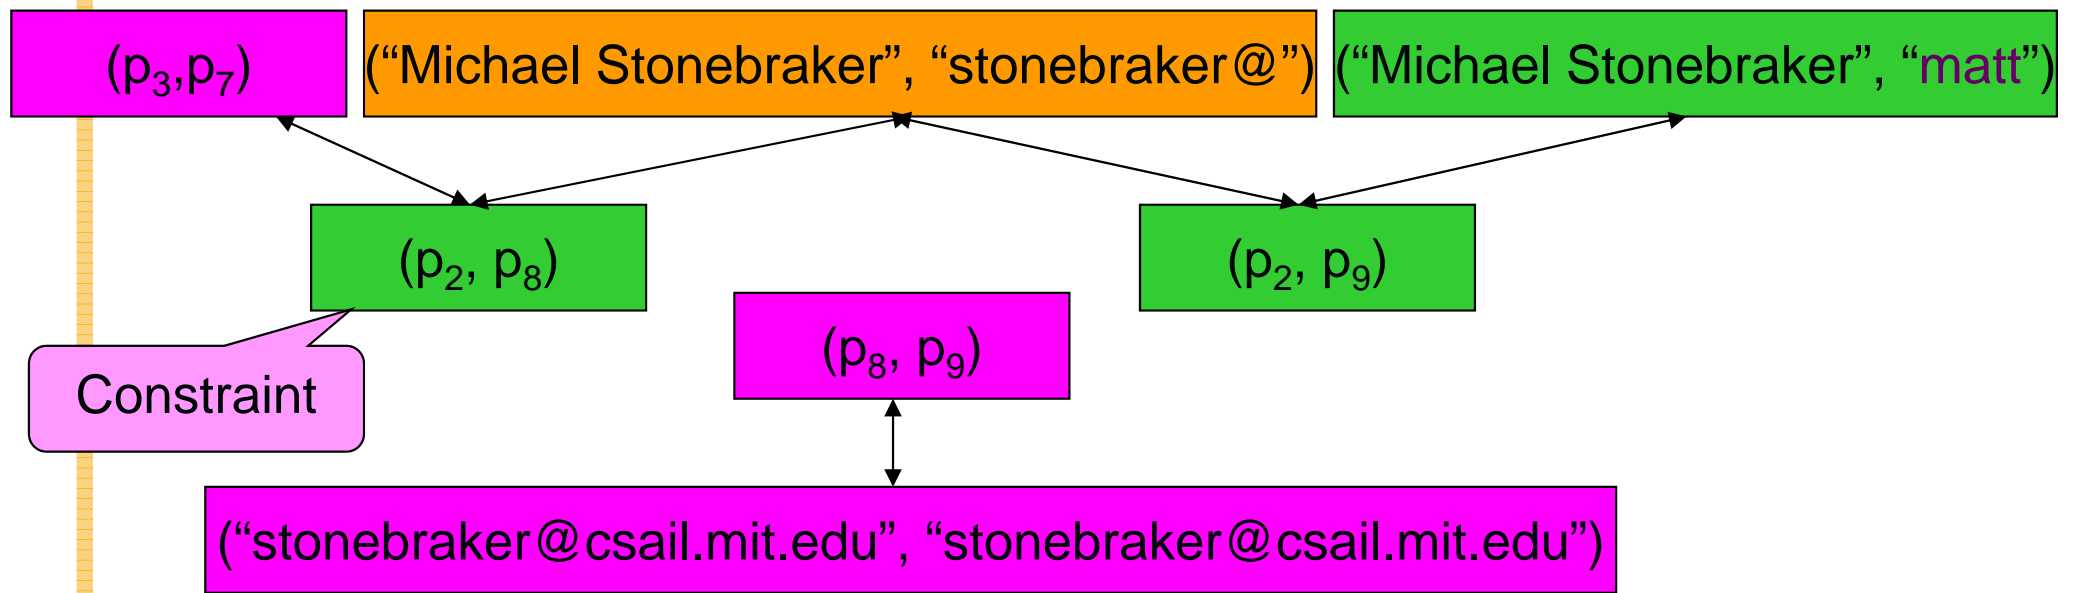 (p3,p7)
(“Michael Stonebraker”, “stonebraker@”)
(“Michael Stonebraker”, “matt”)
(p2, p8)
(p2, p9)
(p8, p9)
Constraint
(“stonebraker@csail.mit.edu”, “stonebraker@csail.mit.edu”)